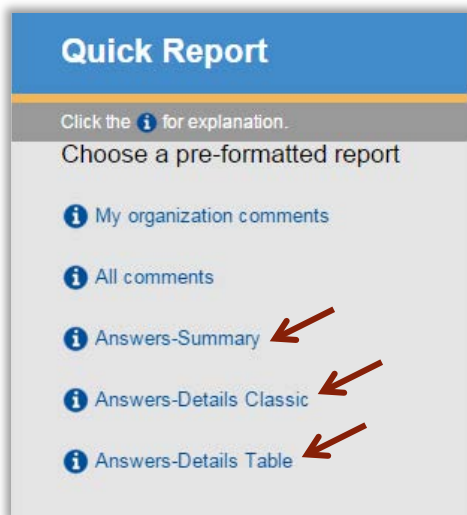 Quick Report
Click the i for explanation.
Choose a pre-formatted report
i My organization comments
i All comments
i Answers-Summary
i Answers-Details Classic
i Answers-Details Table